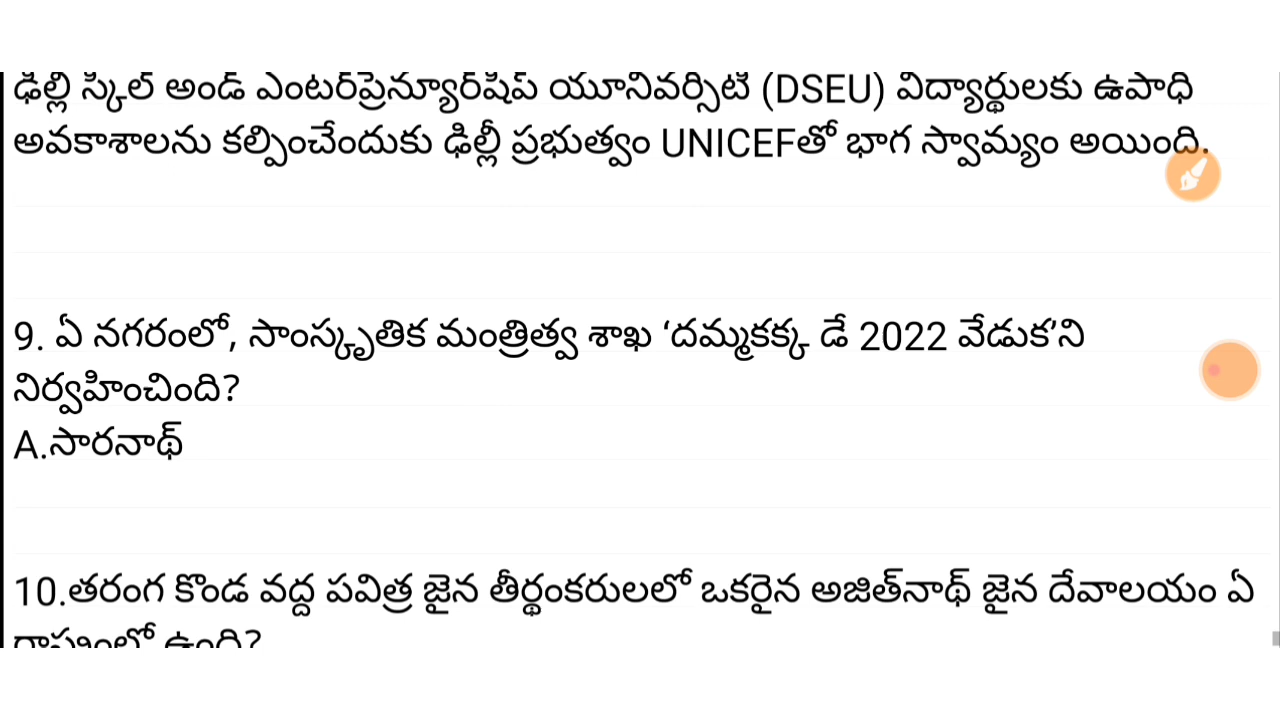 ఢిల్లీ స్కిల్ అండ్ ఎంటర్‌ప్రెన్యూర్‌షిప్ యూనివర్సిటీ (DSEU) విద్యార్థులకు ఉపాధి
అవకాశాలను కల్పించేందుకు ఢిల్లీ ప్రభుత్వం UNICEFతో భాగ స్వామ్యం అయింది.
9. ఏ నగరంలో, సాంస్కృతిక మంత్రిత్వ శాఖ ‘దమ్మకక్క డే 2022 వేడుక’ని
నిర్వహించింది?
A.సారనాథ్
10.తరంగ కొండ వద్ద పవిత్ర జైన తీర్థంకరులలో ఒకరైన అజిత్‌నాథ్ జైన దేవాలయం ఏ
రాష్ట్రంలో ఉంది?